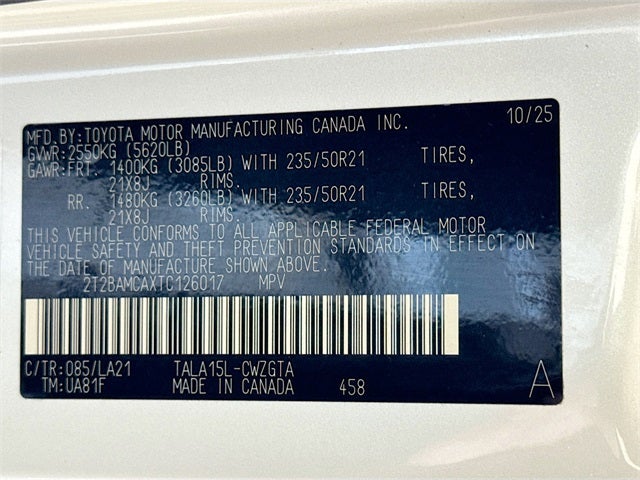 MFD. BY: TOYOTA MOTOR MANUFACTURING CANADA INC. 10/25
GVWR: 2550KG (5620LB)
GAWR: FRT. 1400KG (3085LB) WITH 235/50R21 TIRES,
21X8J RIMS.
RR. 1480KG (3260LB) WITH 235/50R21 TIRES,
21X8J RIMS.
THIS VEHICLE CONFORMS TO ALL APPLICABLE FEDERAL MOTOR
VEHICLE SAFETY AND THEFT PREVENTION STANDARDS IN EFFECT ON
THE DATE OF MANUFACTURE SHOWN ABOVE.
2T2BAMCAXTC126017 MPV
C/TR: 085/LA21 TALA15L-CWZGTA
TM: UA81F MADE IN CANADA 458 A